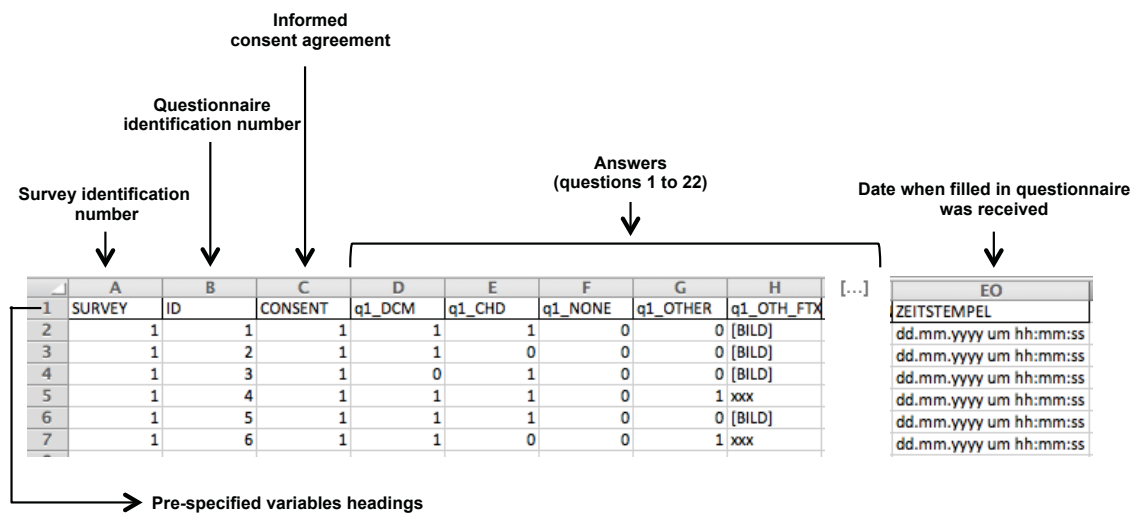 Informed
consent agreement
Questionnaire
identification number
Answers
(questions 1 to 22)
Survey identification
number
Date when filled in questionnaire
was received
A B C D E F G H […] EO
1 SURVEY ID CONSENT q1_DCM q1_CHD q1_NONE q1_OTHER q1_OTH_FTX ZEITSTEMPEL
2 1 1 1 1 1 0 0 [BILD] dd.mm.yyyy um hh:mm:ss
3 1 2 1 1 0 0 0 [BILD] dd.mm.yyyy um hh:mm:ss
4 1 3 1 0 1 0 0 [BILD] dd.mm.yyyy um hh:mm:ss
5 1 4 1 1 1 0 1 xxx dd.mm.yyyy um hh:mm:ss
6 1 5 1 1 1 0 0 [BILD] dd.mm.yyyy um hh:mm:ss
7 1 6 1 1 0 0 1 xxx dd.mm.yyyy um hh:mm:ss
Pre-specified variables headings